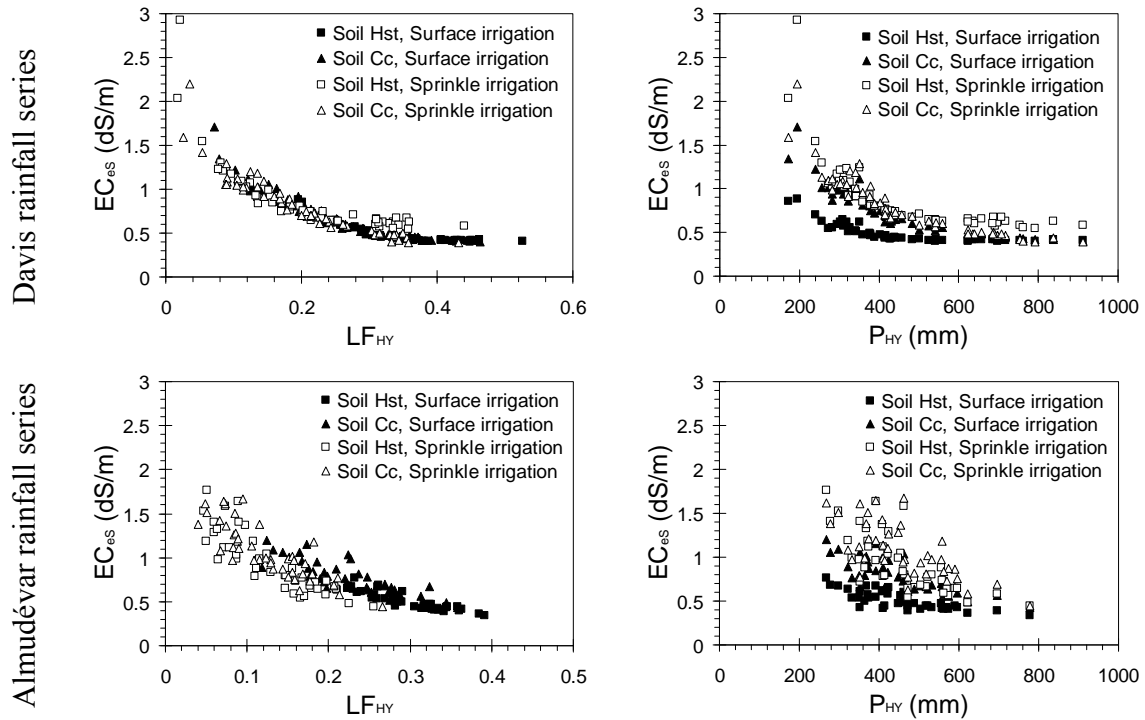 Davis rainfall series
3
2.5
2
1.5
1
0.5
0
ECeS (dS/m)
Soil Hst, Surface irrigation
Soil Cc, Surface irrigation
Soil Hst, Sprinkle irrigation
Soil Cc, Sprinkle irrigation
0 0.2 0.4 0.6
LFHY
3
2.5
2
1.5
1
0.5
0
ECeS (dS/m)
Soil Hst, Surface irrigation
Soil Cc, Surface irrigation
Soil Hst, Sprinkle irrigation
Soil Cc, Sprinkle irrigation
0 200 400 600 800 1000
PHY (mm)
Almudévar rainfall series
3
2.5
2
1.5
1
0.5
0
ECeS (dS/m)
Soil Hst, Surface irrigation
Soil Cc, Surface irrigation
Soil Hst, Sprinkle irrigation
Soil Cc, Sprinkle irrigation
0 0.1 0.2 0.3 0.4 0.5
LFHY
3
2.5
2
1.5
1
0.5
0
ECeS (dS/m)
Soil Hst, Surface irrigation
Soil Cc, Surface irrigation
Soil Hst, Sprinkle irrigation
Soil Cc, Sprinkle irrigation
0 200 400 600 800 1000
PHY (mm)